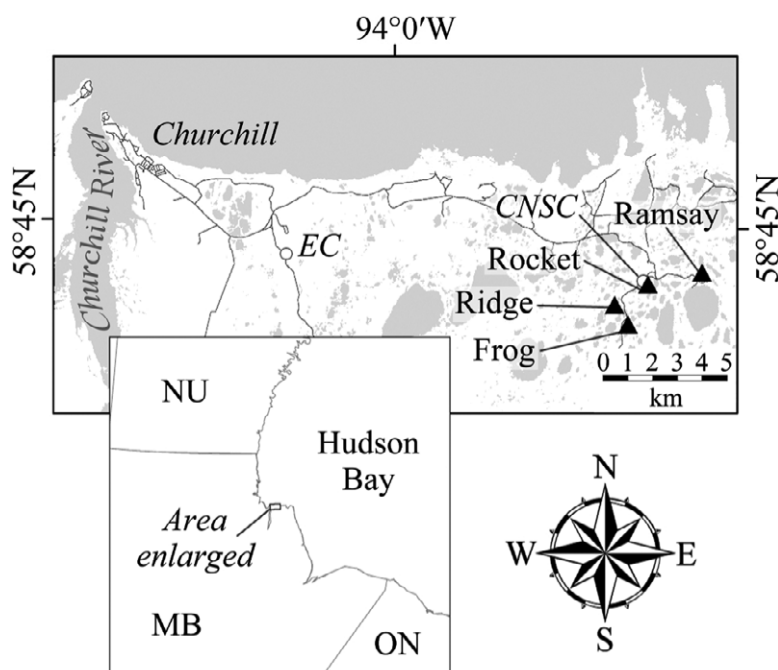 94°0′W
Churchill
Churchill River
58°45′N
58°45′N
CNSC
Ramsay
EC
Rocket
Ridge
Frog
0 1 2 3 4 5
km
NU
Hudson
Bay
Area
enlarged
MB
ON
N
W
E
S